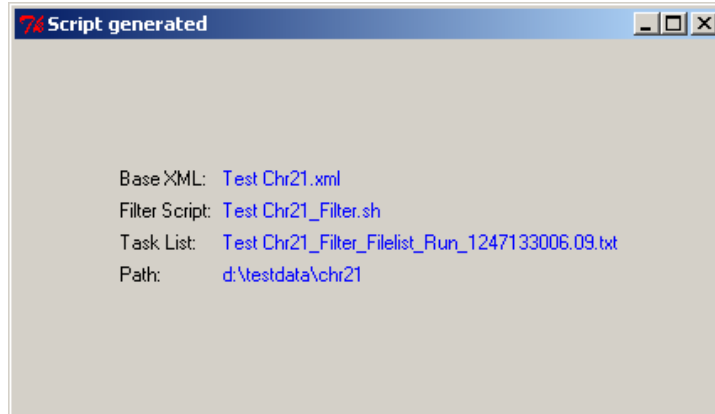 Script generated
Base XML: Test Chr21.xml
Filter Script: Test Chr21_Filter.sh
Task List: Test Chr21_Filter_Filelist_Run_1247133006.09.txt
Path: d:\testdata\chr21